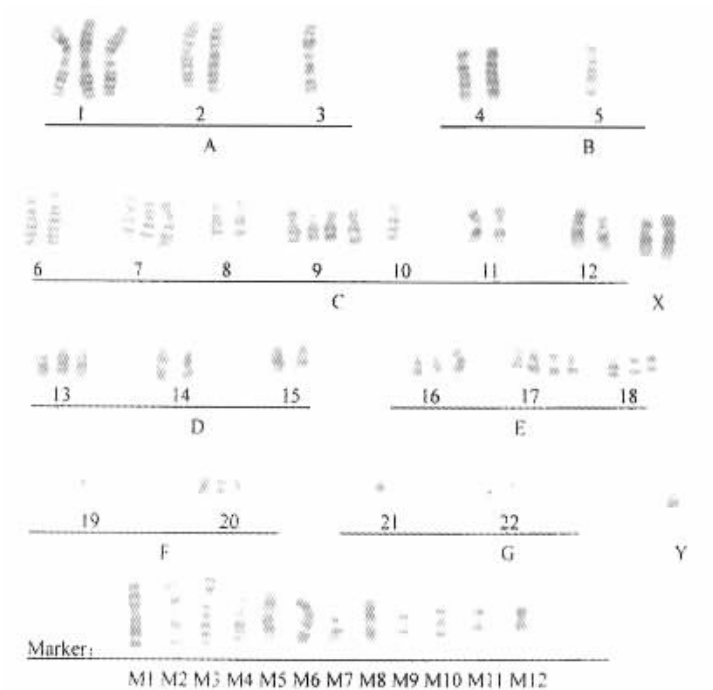 1 2 3 4 5
A B
6 7 8 9 10 11 12
C X
13 14 15 16 17 18
D E
19 20 21 22
F G Y
Marker:
M1 M2 M3 M4 M5 M6 M7 M8 M9 M10 M11 M12